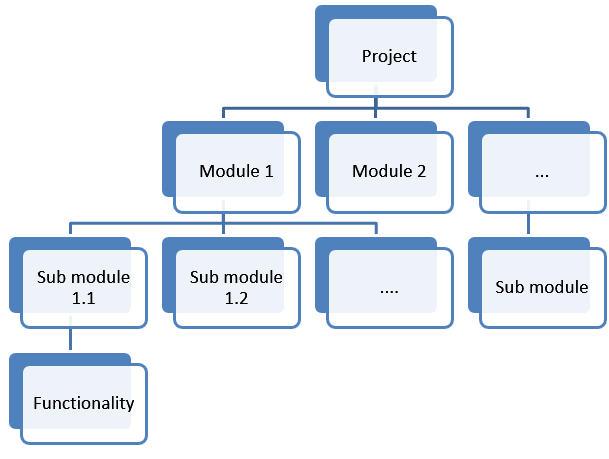 Project
Module 1
Module 2
...
Sub module
1.1
Sub module
1.2
....
Sub module
Functionality